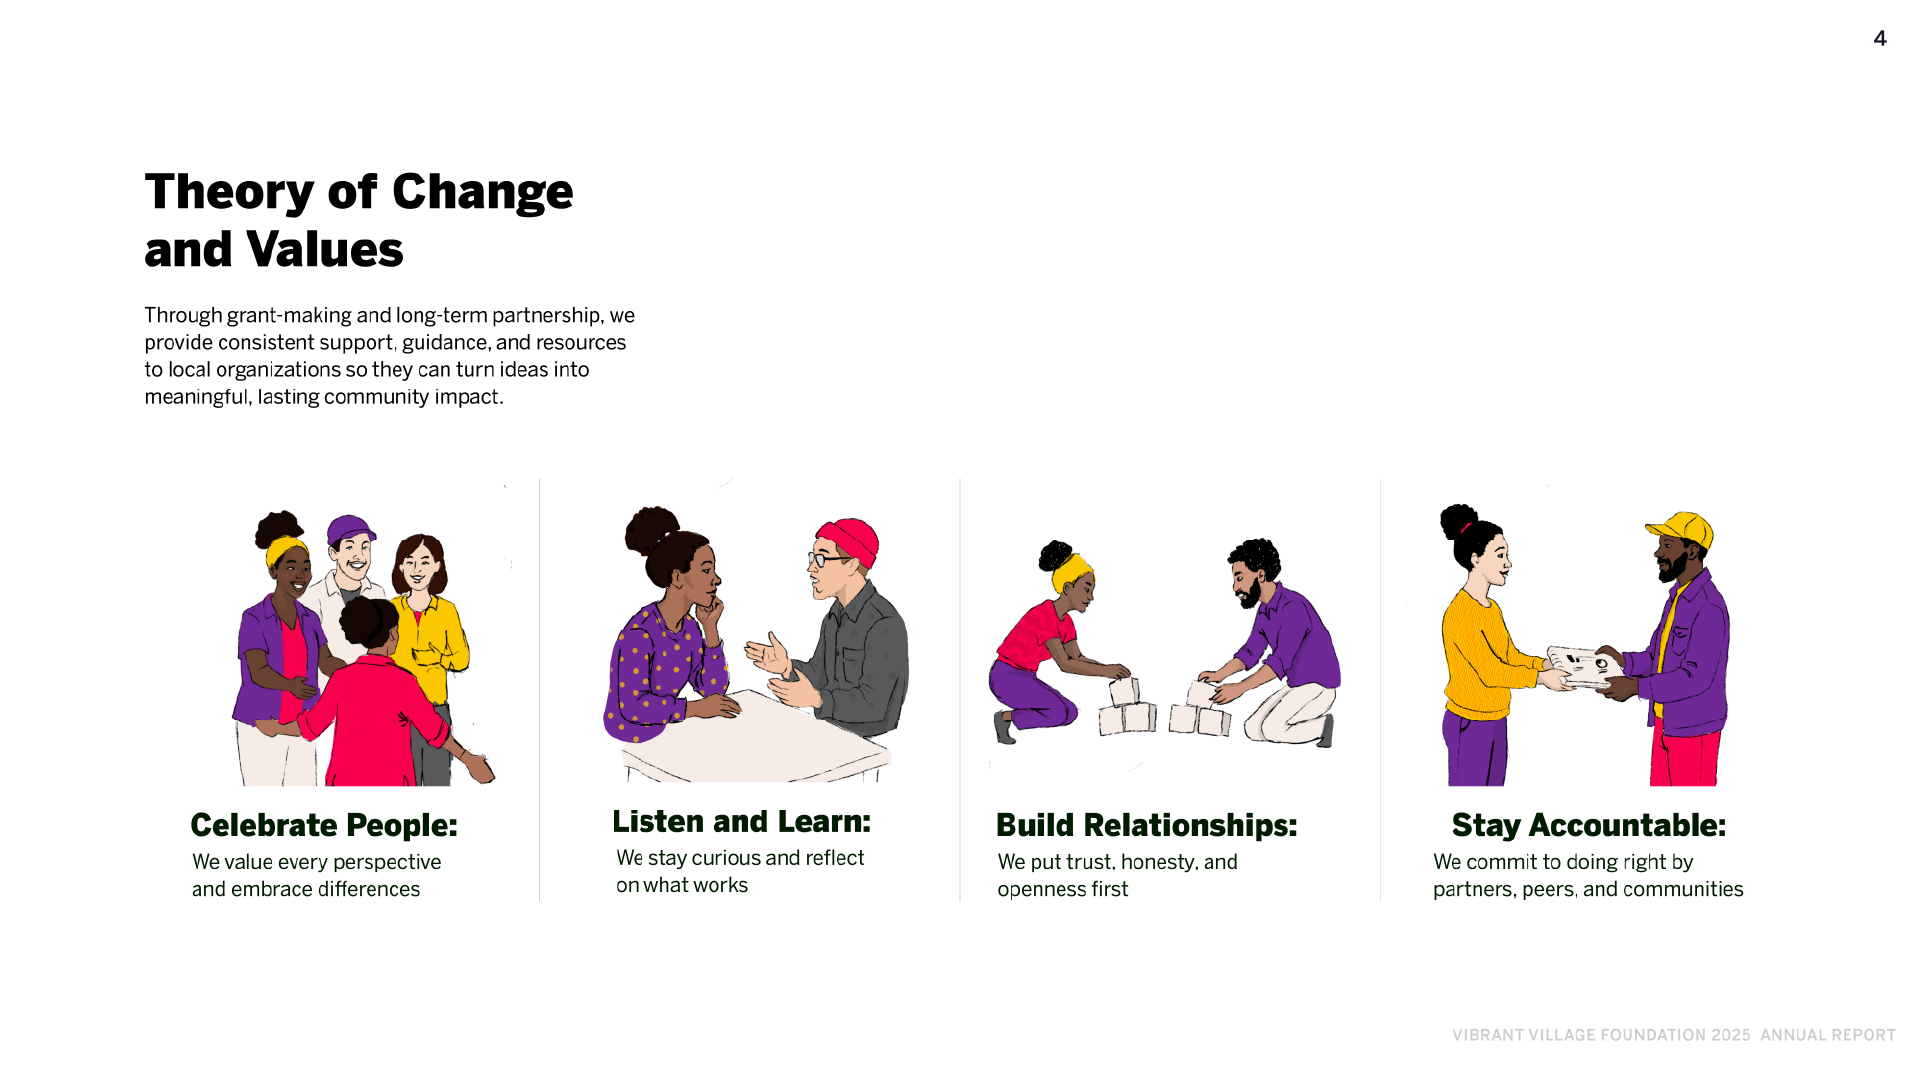 4
Theory of Change
and Values
Through grant-making and long-term partnership, we
provide consistent support, guidance, and resources
to local organizations so they can turn ideas into
meaningful, lasting community impact.
Celebrate People:
We value every perspective
and embrace differences
Listen and Learn:
We stay curious and reflect
on what works
Build Relationships:
We put trust, honesty, and
openness first
Stay Accountable:
We commit to doing right by
partners, peers, and communities
VIBRANT VILLAGE FOUNDATION 2025 ANNUAL REPORT